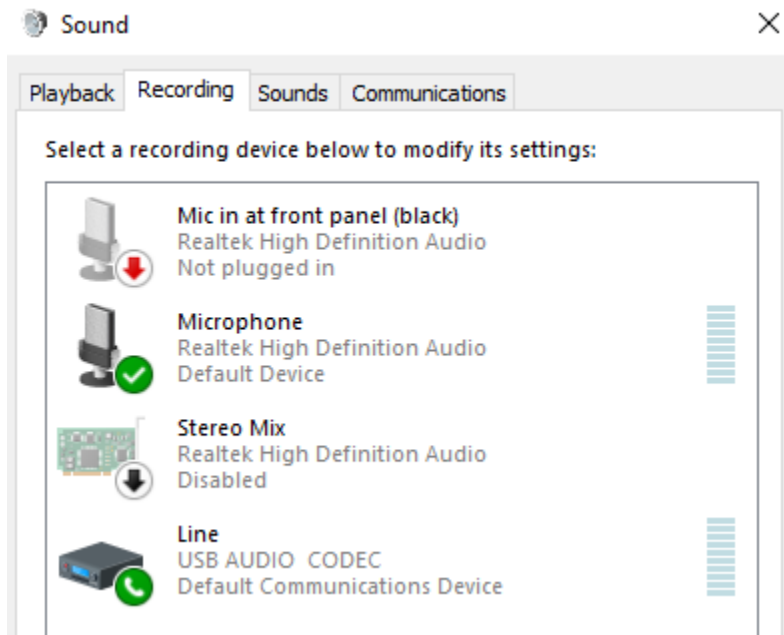 Sound
Playback Recording Sounds Communications
Select a recording device below to modify its settings:
Mic in at front panel (black)
Realtek High Definition Audio
Not plugged in
Microphone
Realtek High Definition Audio
Default Device
Stereo Mix
Realtek High Definition Audio
Disabled
Line
USB AUDIO  CODEC
Default Communications Device